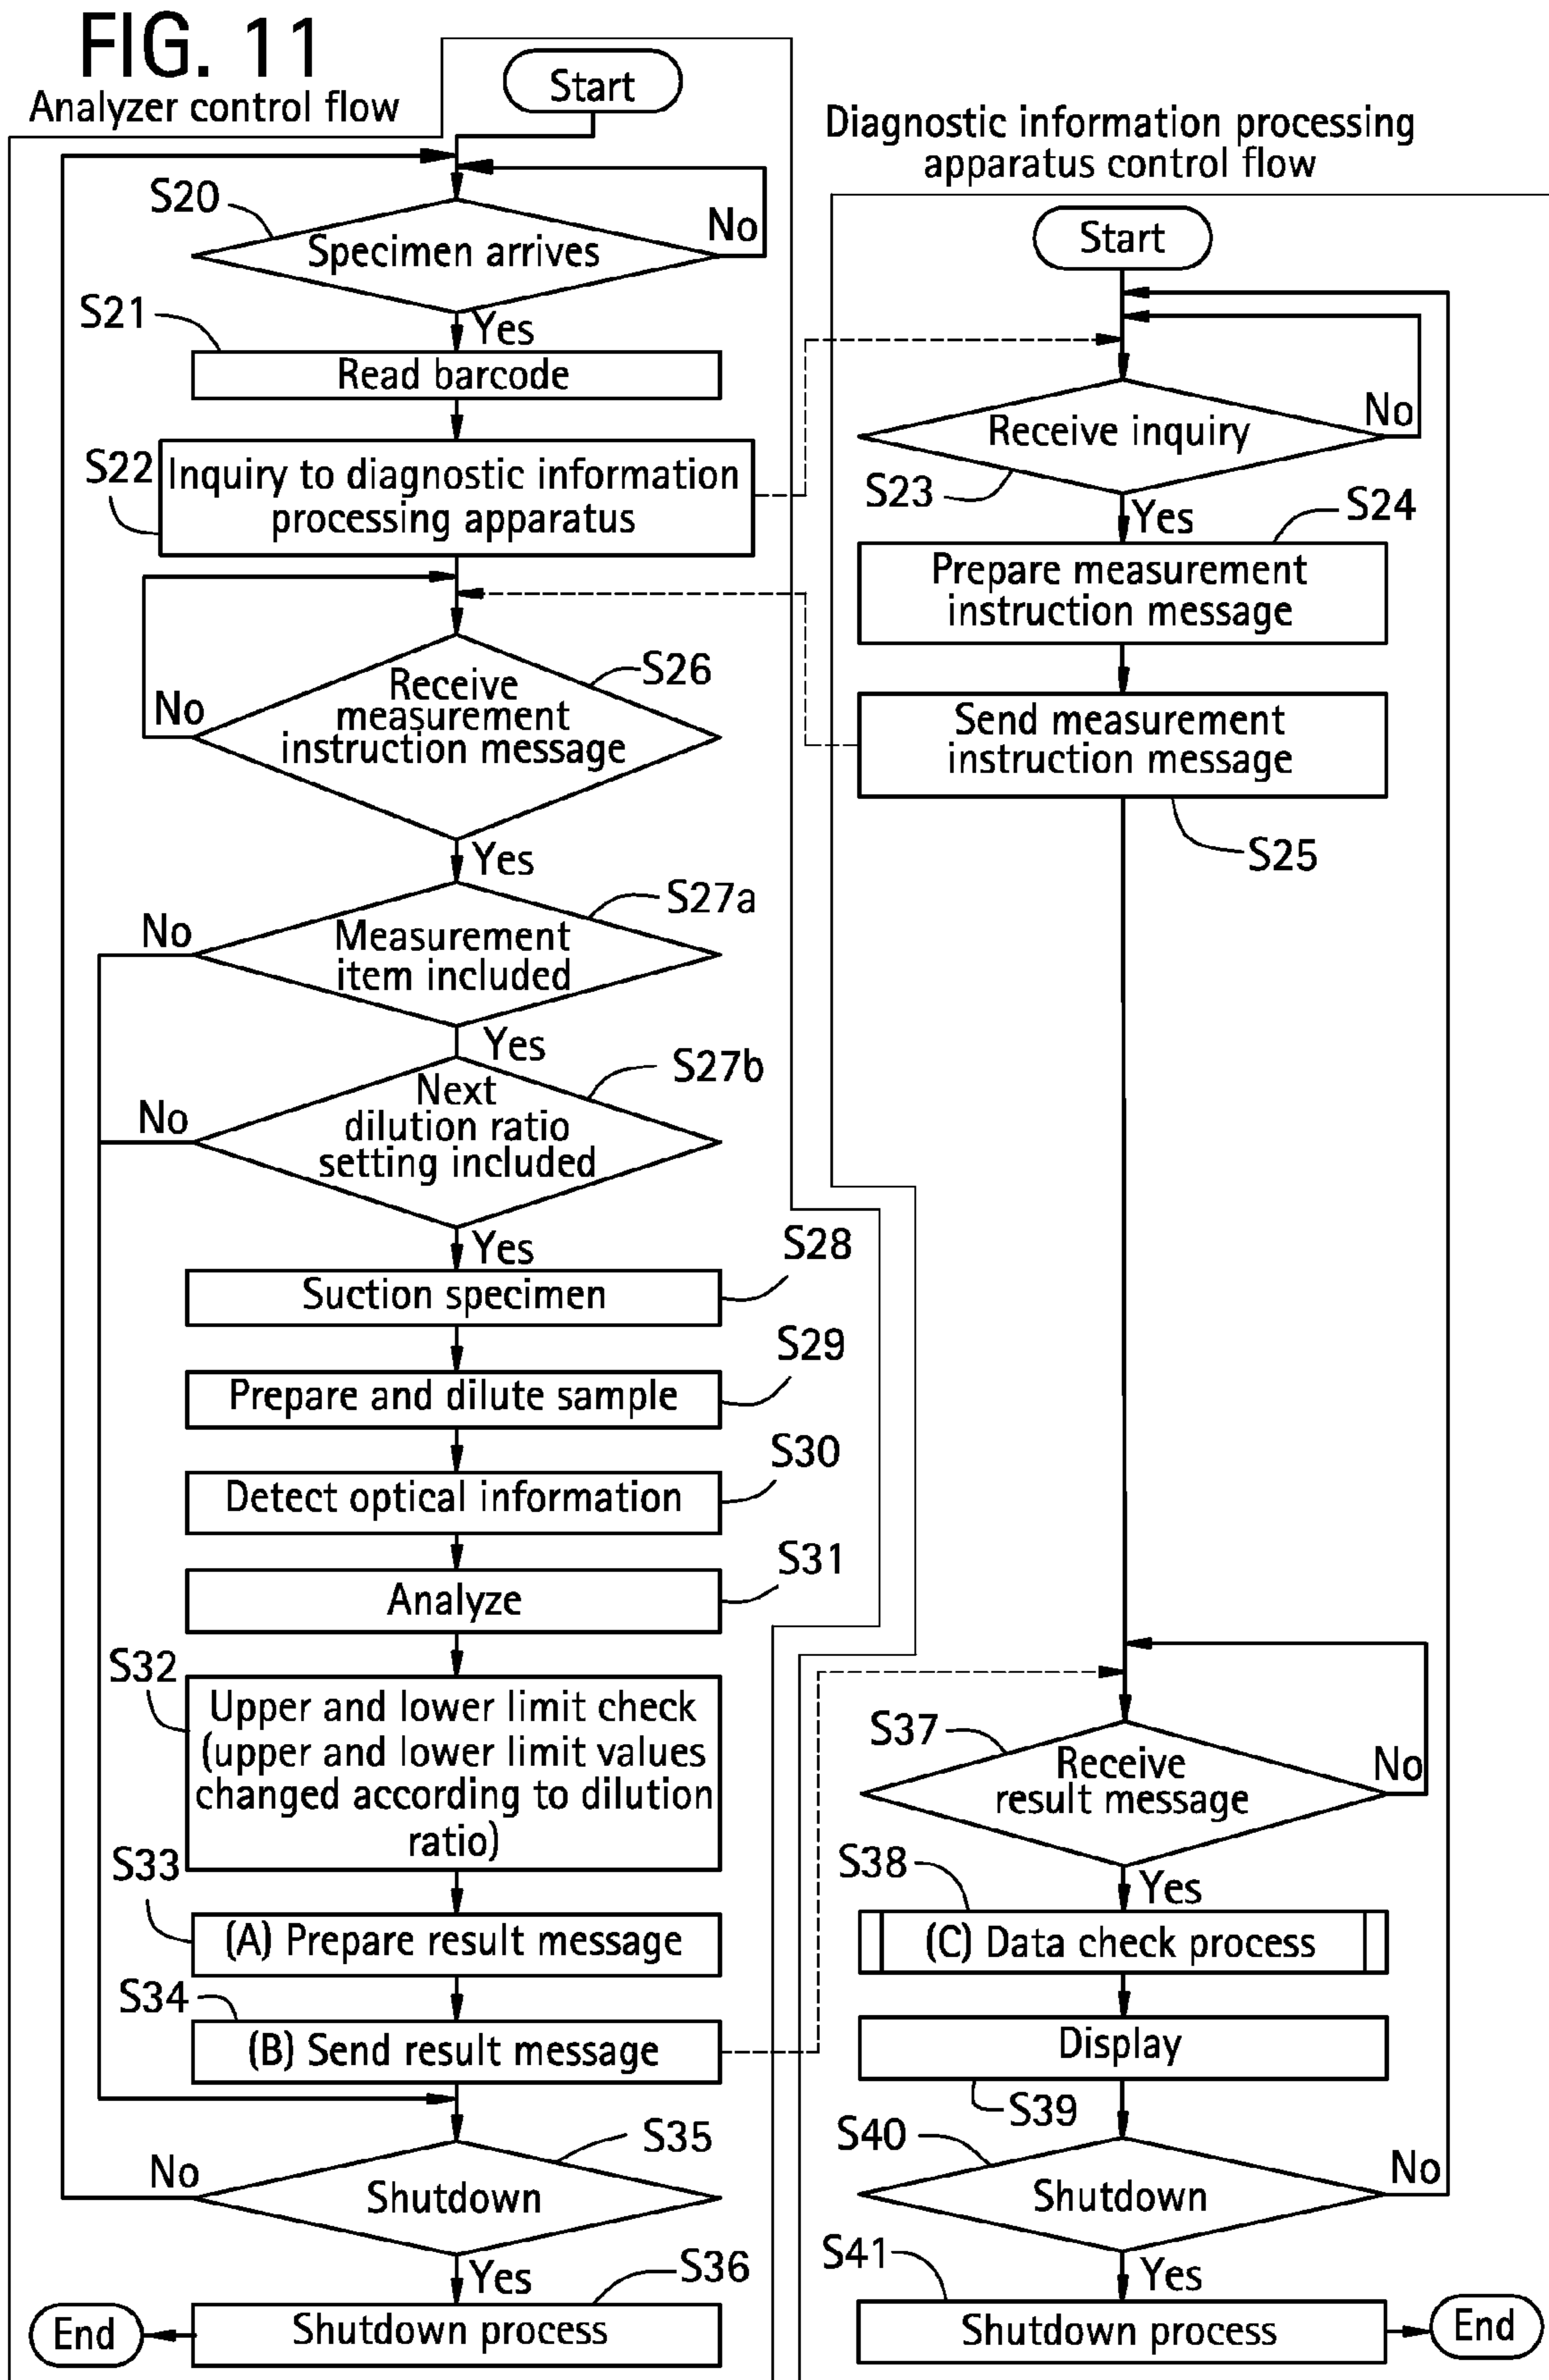 FIG. 11
Analyzer control flow
Start
S20
Specimen arrives
No
Yes
S21
Read barcode
S22
Inquiry to diagnostic information
processing apparatus
S26
Receive
measurement
instruction message
No
Yes
S27a
Measurement
item included
No
Yes
S27b
Next
dilution ratio
setting included
No
Yes
S28
Suction specimen
S29
Prepare and dilute sample
S30
Detect optical information
S31
Analyze
S32
Upper and lower limit check
(upper and lower limit values
changed according to dilution
ratio)
S33
(A) Prepare result message
S34
(B) Send result message
S35
Shutdown
No
Yes
S36
Shutdown process
End
Diagnostic information processing
apparatus control flow
Start
Receive inquiry
No
S23
Yes
S24
Prepare measurement
instruction message
Send measurement
instruction message
S25
S37
Receive
result message
No
Yes
S38
(C) Data check process
Display
S39
S40
Shutdown
No
Yes
S41
Shutdown process
End